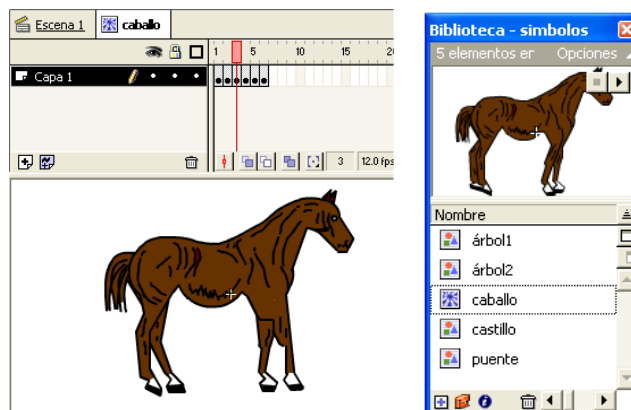 Escena 1 caballo
1 5 10 15 2
Capa 1
3 12.0 fps
Biblioteca - simbolos
5 elementos er Opciones
Nombre
árbol1
árbol2
caballo
castillo
puente